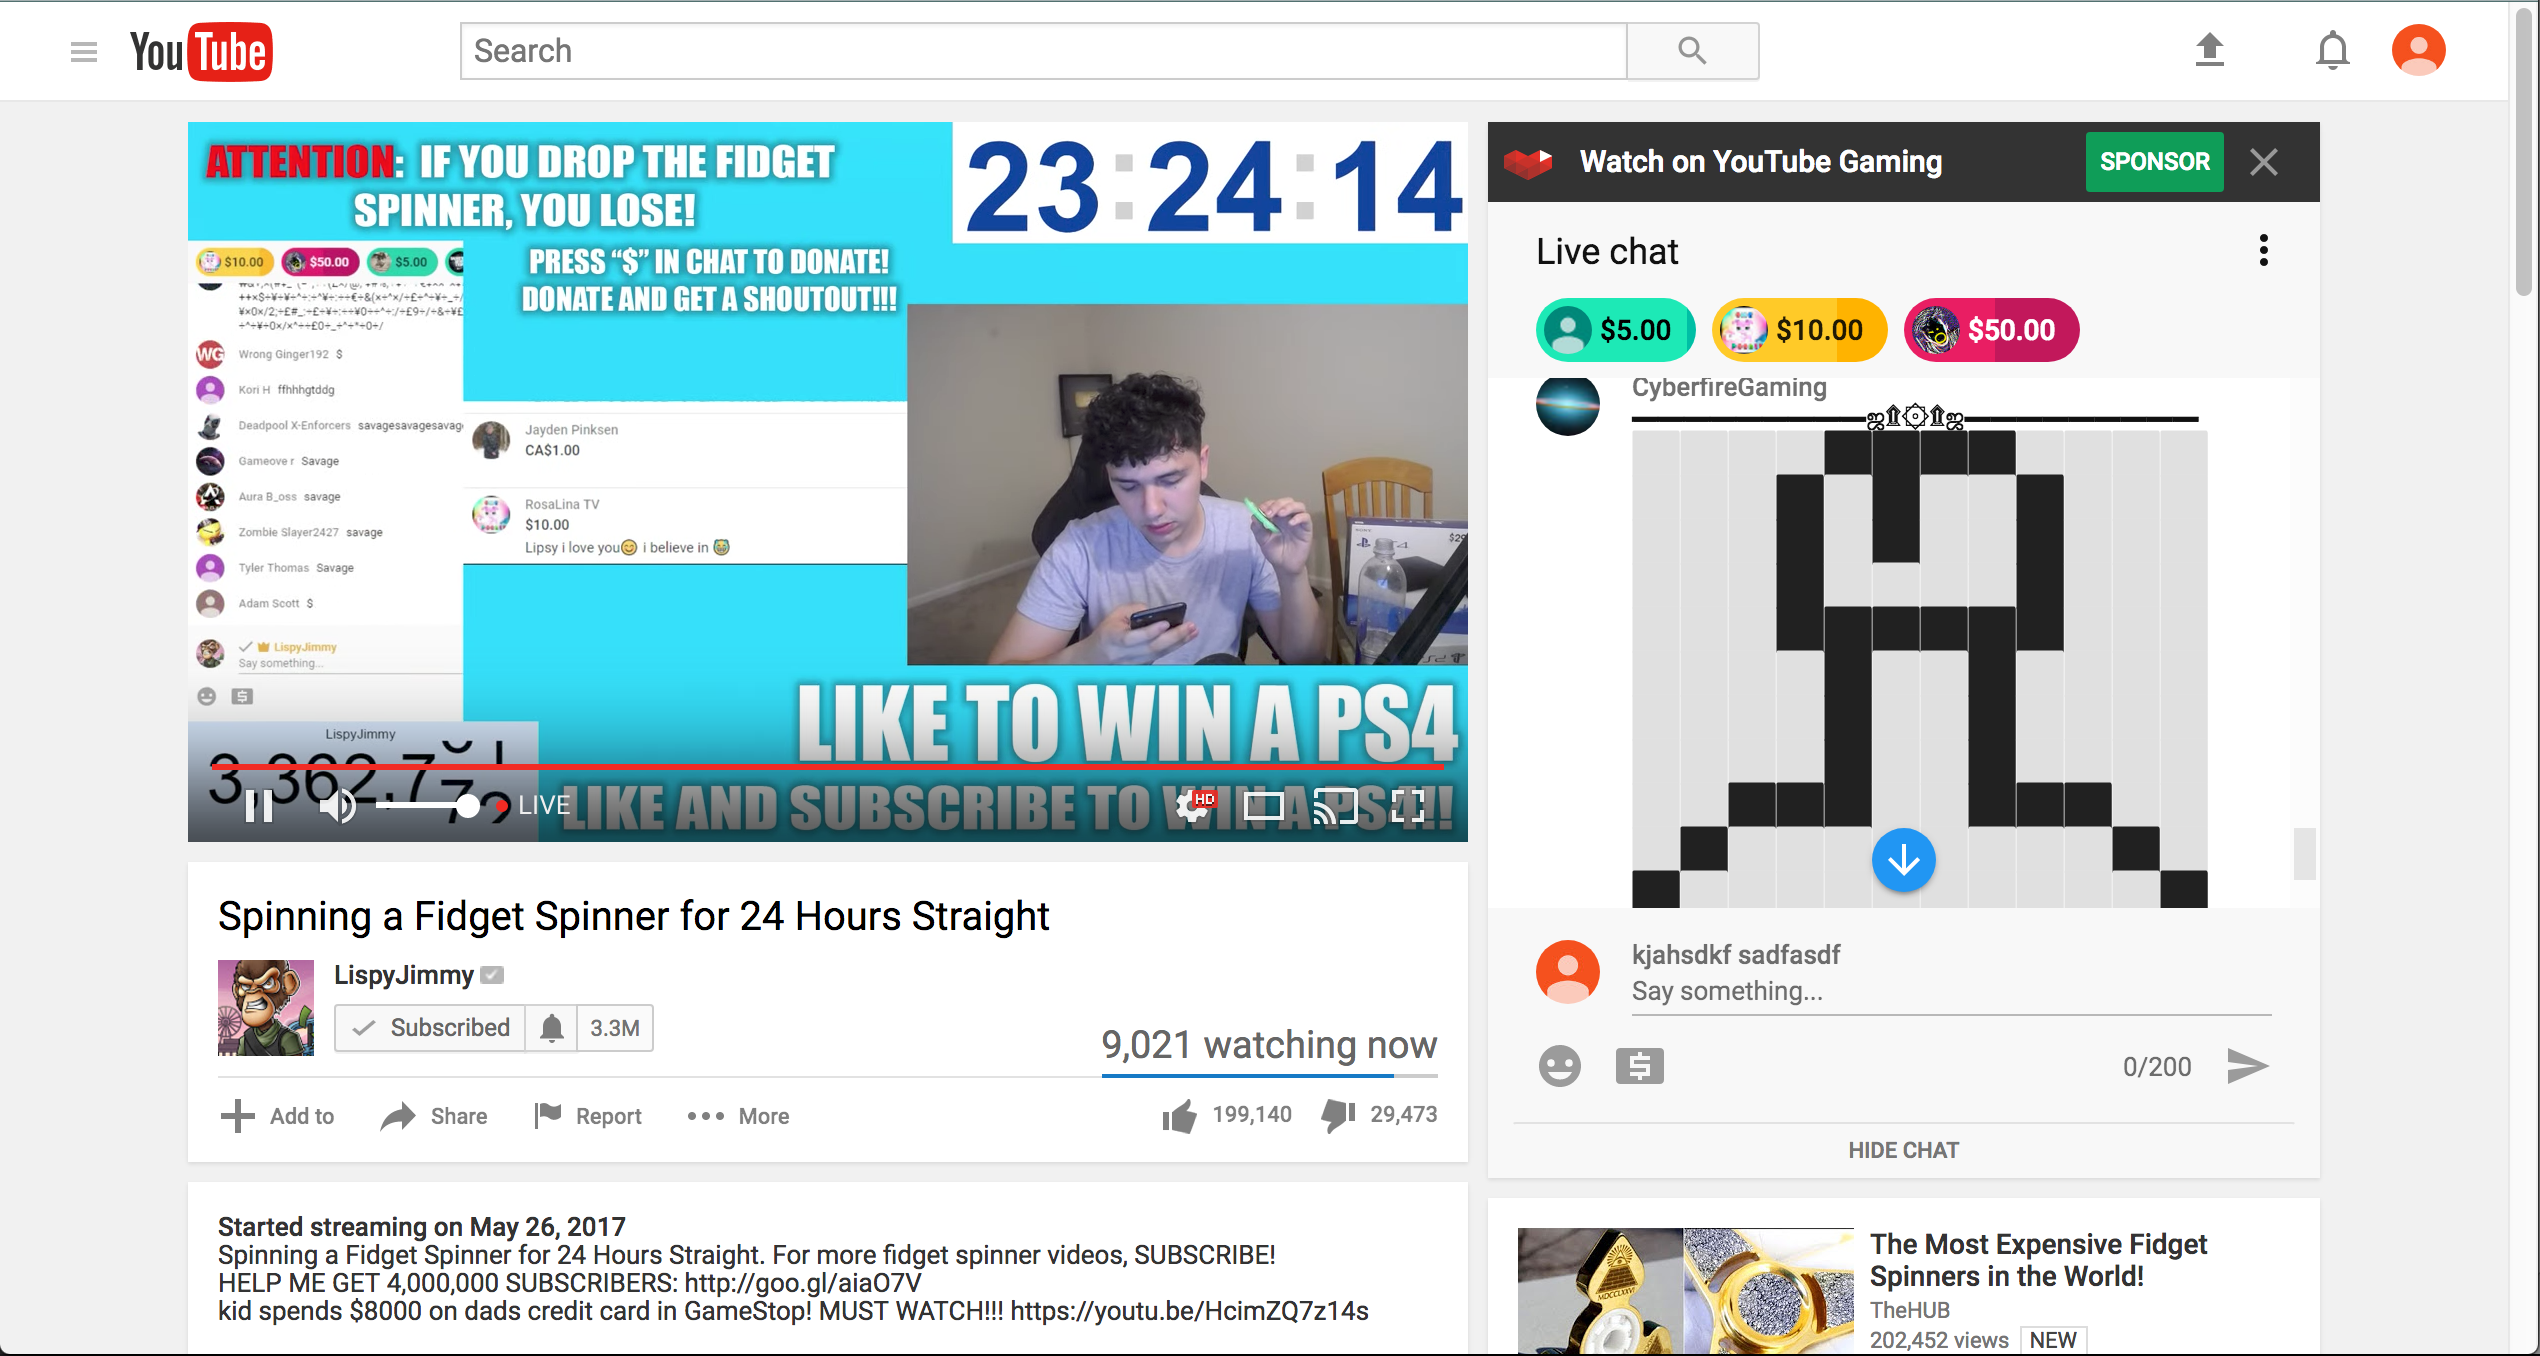 YouTube
Search
ATTENTION: IF YOU DROP THE FIDGET
SPINNER, YOU LOSE!
23:24:14
PRESS “$” IN CHAT TO DONATE!
DONATE AND GET A SHOUTOUT!!!
$10.00
$50.00
$5.00
Wrong Ginger192 $
Kori H ffhhhgtddg
Deadpool X-Enforcers savagesavagesavag
Gameove r Savage
Aura B_oss savage
Zombie Slayer2427 savage
Tyler Thomas Savage
Adam Scott $
LispyJimmy
Say something...
Jayden Pinksen
CA$1.00
RosaLina TV
$10.00
Lipsy i love you😊 i believe in
LispyJimmy
LIKE TO WIN A PS4
LIKE AND SUBSCRIBE TO WIN A PS4!!
LIVE
HD
Spinning a Fidget Spinner for 24 Hours Straight
LispyJimmy
Subscribed
3.3M
9,021 watching now
Add to
Share
Report
More
199,140
29,473
Started streaming on May 26, 2017
Spinning a Fidget Spinner for 24 Hours Straight. For more fidget spinner videos, SUBSCRIBE!
HELP ME GET 4,000,000 SUBSCRIBERS: http://goo.gl/aiaO7V
kid spends $8000 on dads credit card in GameStop! MUST WATCH!!! https://youtu.be/HcimZQ7z14s
Watch on YouTube Gaming
SPONSOR
Live chat
$5.00
$10.00
$50.00
CyberfireGaming
kjahsdkf sadfasdf
Say something...
0/200
HIDE CHAT
The Most Expensive Fidget
Spinners in the World!
TheHUB
202,452 views
NEW